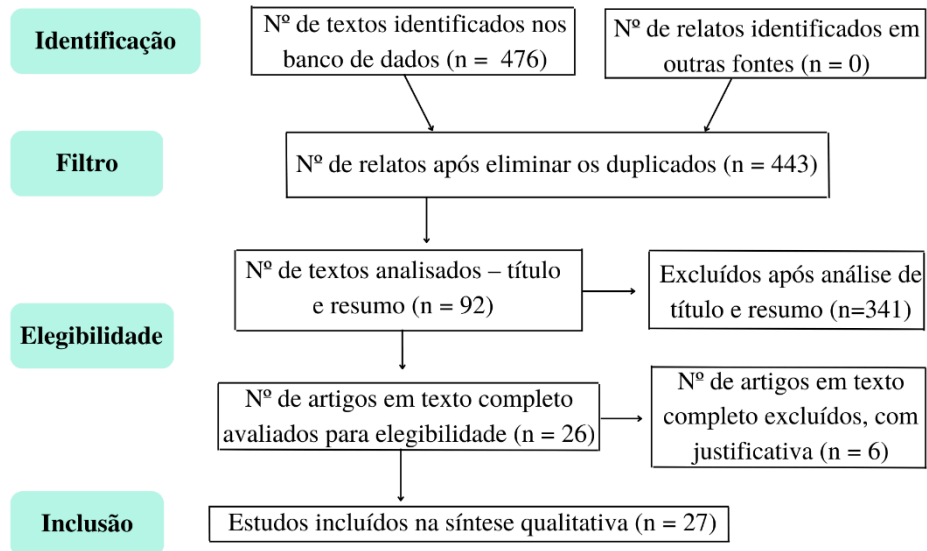 Identificação
Nº de textos identificados nos
banco de dados (n = 476)
Nº de relatos identificados em
outras fontes (n = 0)
Filtro
Nº de relatos após eliminar os duplicados (n = 443)
Elegibilidade
Nº de textos analisados – título
e resumo (n = 92)
Excluídos após análise de
título e resumo (n=341)
Nº de artigos em texto completo
avaliados para elegibilidade (n = 26)
Nº de artigos em texto
completo excluídos, com
justificativa (n = 6)
Inclusão
Estudos incluídos na síntese qualitativa (n = 27)